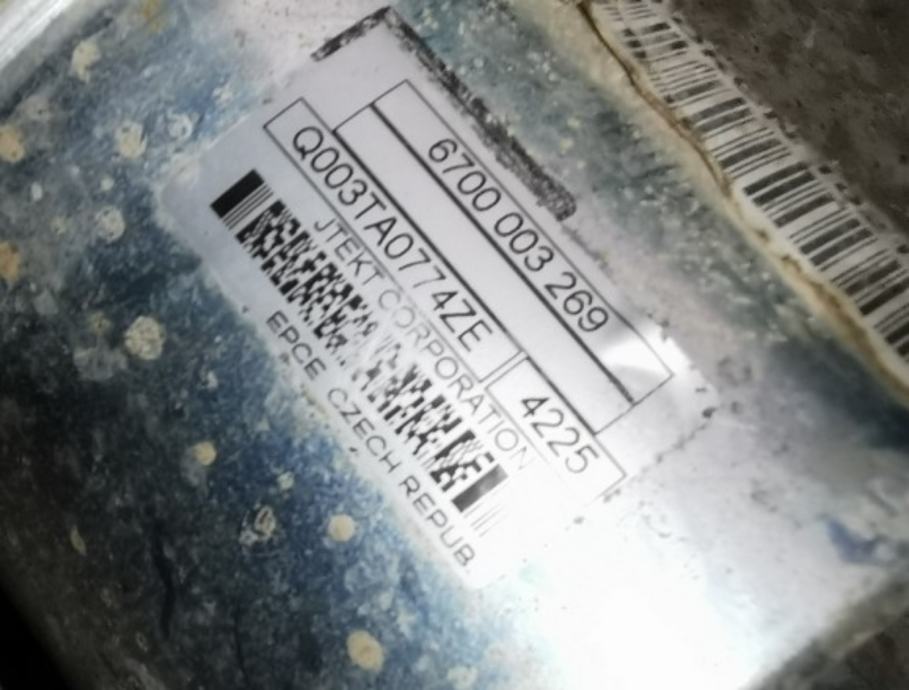 6700 003 269
Q003TA0774ZE 4225
JTEKT CORPORATION
EPCE CZECH REPUB